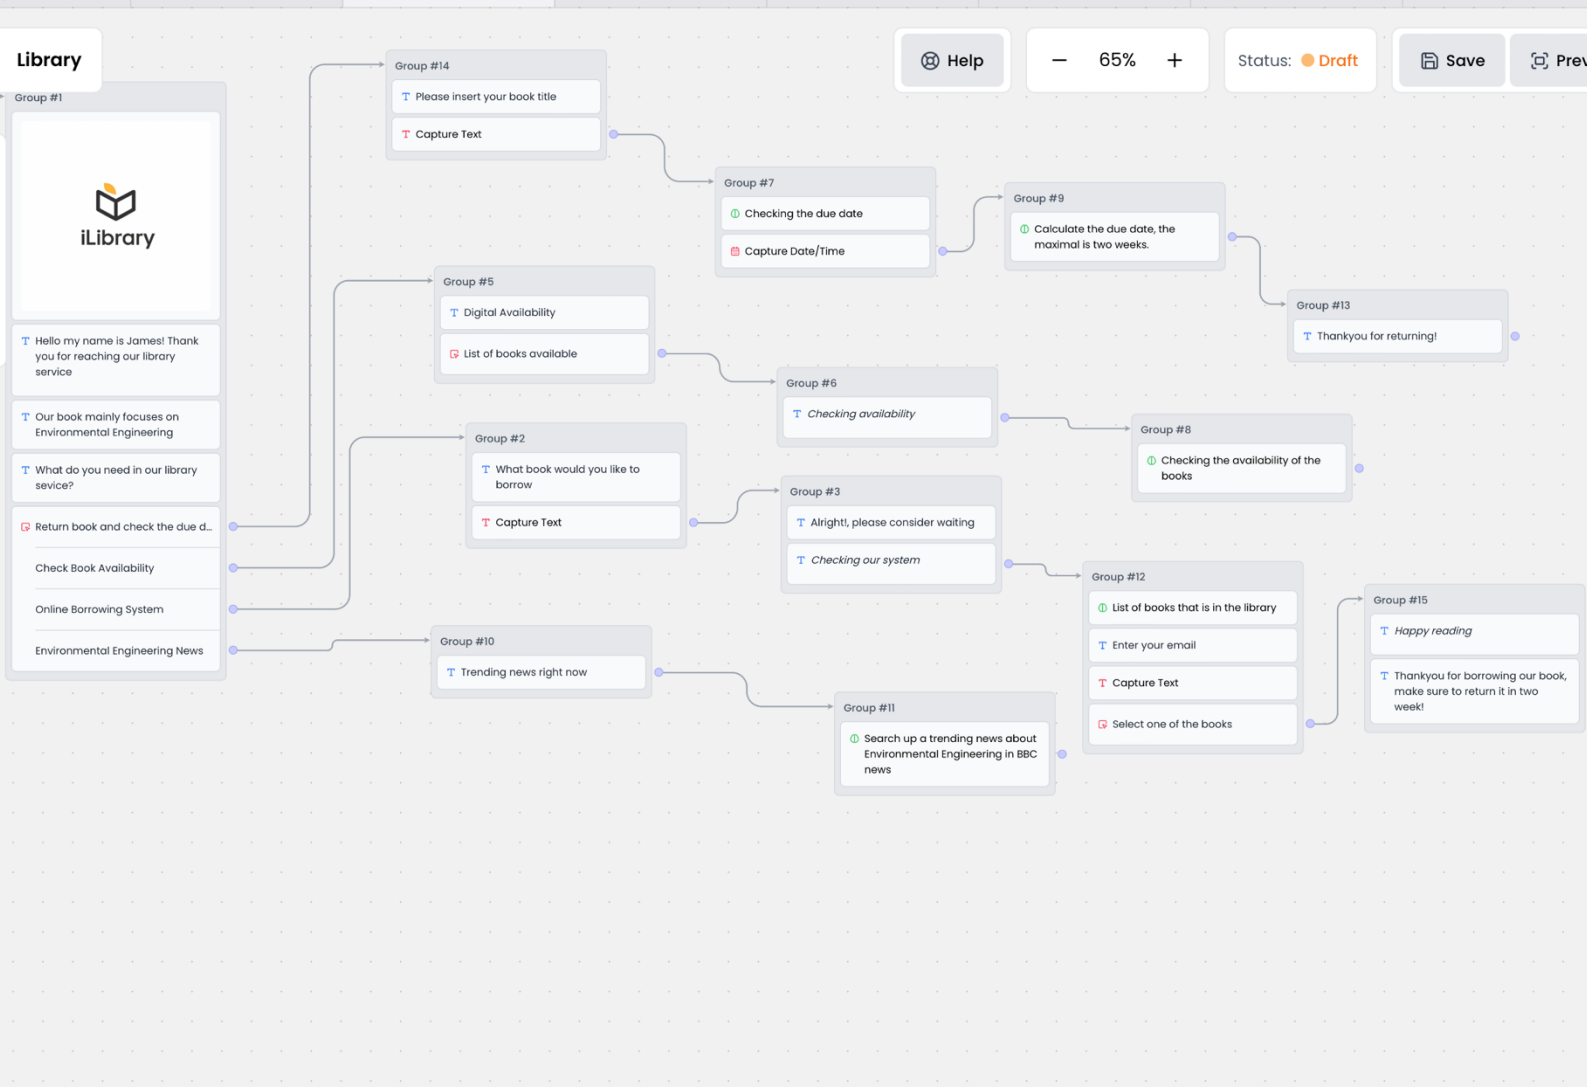 Library
Help
65%
Status:
Draft
Save
Prev
Group #1
iLibrary
Hello my name is James! Thank
you for reaching our library
service
Our book mainly focuses on
Environmental Engineering
What do you need in our library
sevice?
Return book and check the due d...
Check Book Availability
Online Borrowing System
Environmental Engineering News
Group #14
Please insert your book title
Capture Text
Group #7
Checking the due date
Capture Date/Time
Group #9
Calculate the due date, the
maximal is two weeks.
Group #13
Thankyou for returning!
Group #5
Digital Availability
List of books available
Group #6
Checking availability
Group #8
Checking the availability of the
books
Group #2
What book would you like to
borrow
Capture Text
Group #3
Alright!, please consider waiting
Checking our system
Group #12
List of books that is in the library
Enter your email
Capture Text
Select one of the books
Group #15
Happy reading
Thankyou for borrowing our book,
make sure to return it in two
week!
Group #10
Trending news right now
Group #11
Search up a trending news about
Environmental Engineering in BBC
news